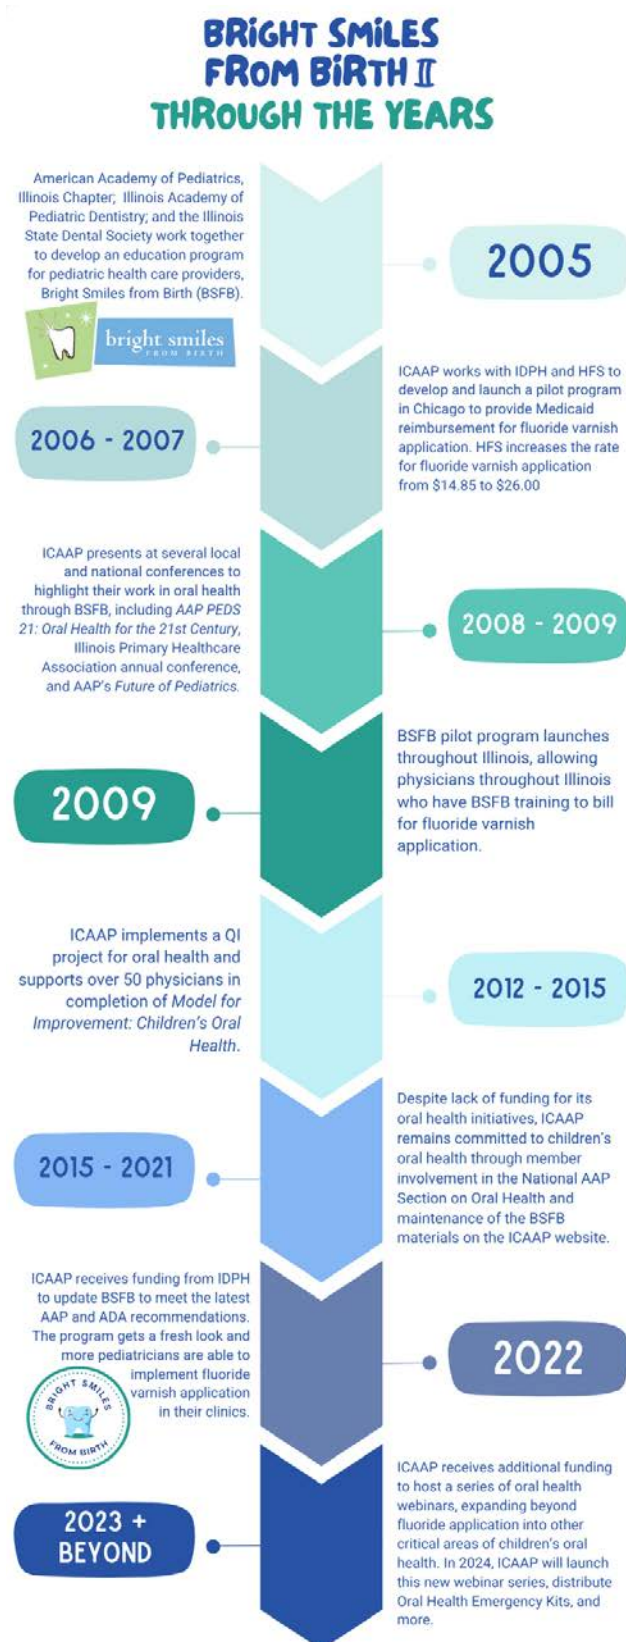 BRIGHT SMILES
FROM BIRTH II
THROUGH THE YEARS
American Academy of Pediatrics,
Illinois Chapter; Illinois Academy of
Pediatric Dentistry; and the Illinois
State Dental Society work together
to develop an education program
for pediatric health care providers,
Bright Smiles from Birth (BSFB).
bright smiles
FROM BIRTH
2005
2006 - 2007
ICAAP works with IDPH and HFS to
develop and launch a pilot program
in Chicago to provide Medicaid
reimbursement for fluoride varnish
application. HFS increases the rate
for fluoride varnish application
from $14.85 to $26.00
ICAAP presents at several local
and national conferences to
highlight their work in oral health
through BSFB, including AAP PEDS
21: Oral Health for the 21st Century,
Illinois Primary Healthcare
Association annual conference,
and AAP's Future of Pediatrics.
2008 - 2009
2009
BSFB pilot program launches
throughout Illinois, allowing
physicians throughout Illinois
who have BSFB training to bill
for fluoride varnish
application.
ICAAP implements a QI
project for oral health and
supports over 50 physicians in
completion of Model for
Improvement: Children's Oral
Health.
2012 - 2015
2015 - 2021
Despite lack of funding for its
oral health initiatives, ICAAP
remains committed to children's
oral health through member
involvement in the National AAP
Section on Oral Health and
maintenance of the BSFB
materials on the ICAAP website.
ICAAP receives funding from IDPH
to update BSFB to meet the latest
AAP and ADA recommendations.
The program gets a fresh look and
more pediatricians are able to
implement fluoride
varnish application
in their clinics.
BRIGHT SMILES
FROM BIRTH
2022
2023 +
BEYOND
ICAAP receives additional funding
to host a series of oral health
webinars, expanding beyond
fluoride application into other
critical areas of children's oral
health. In 2024, ICAAP will launch
this new webinar series, distribute
Oral Health Emergency Kits, and
more.